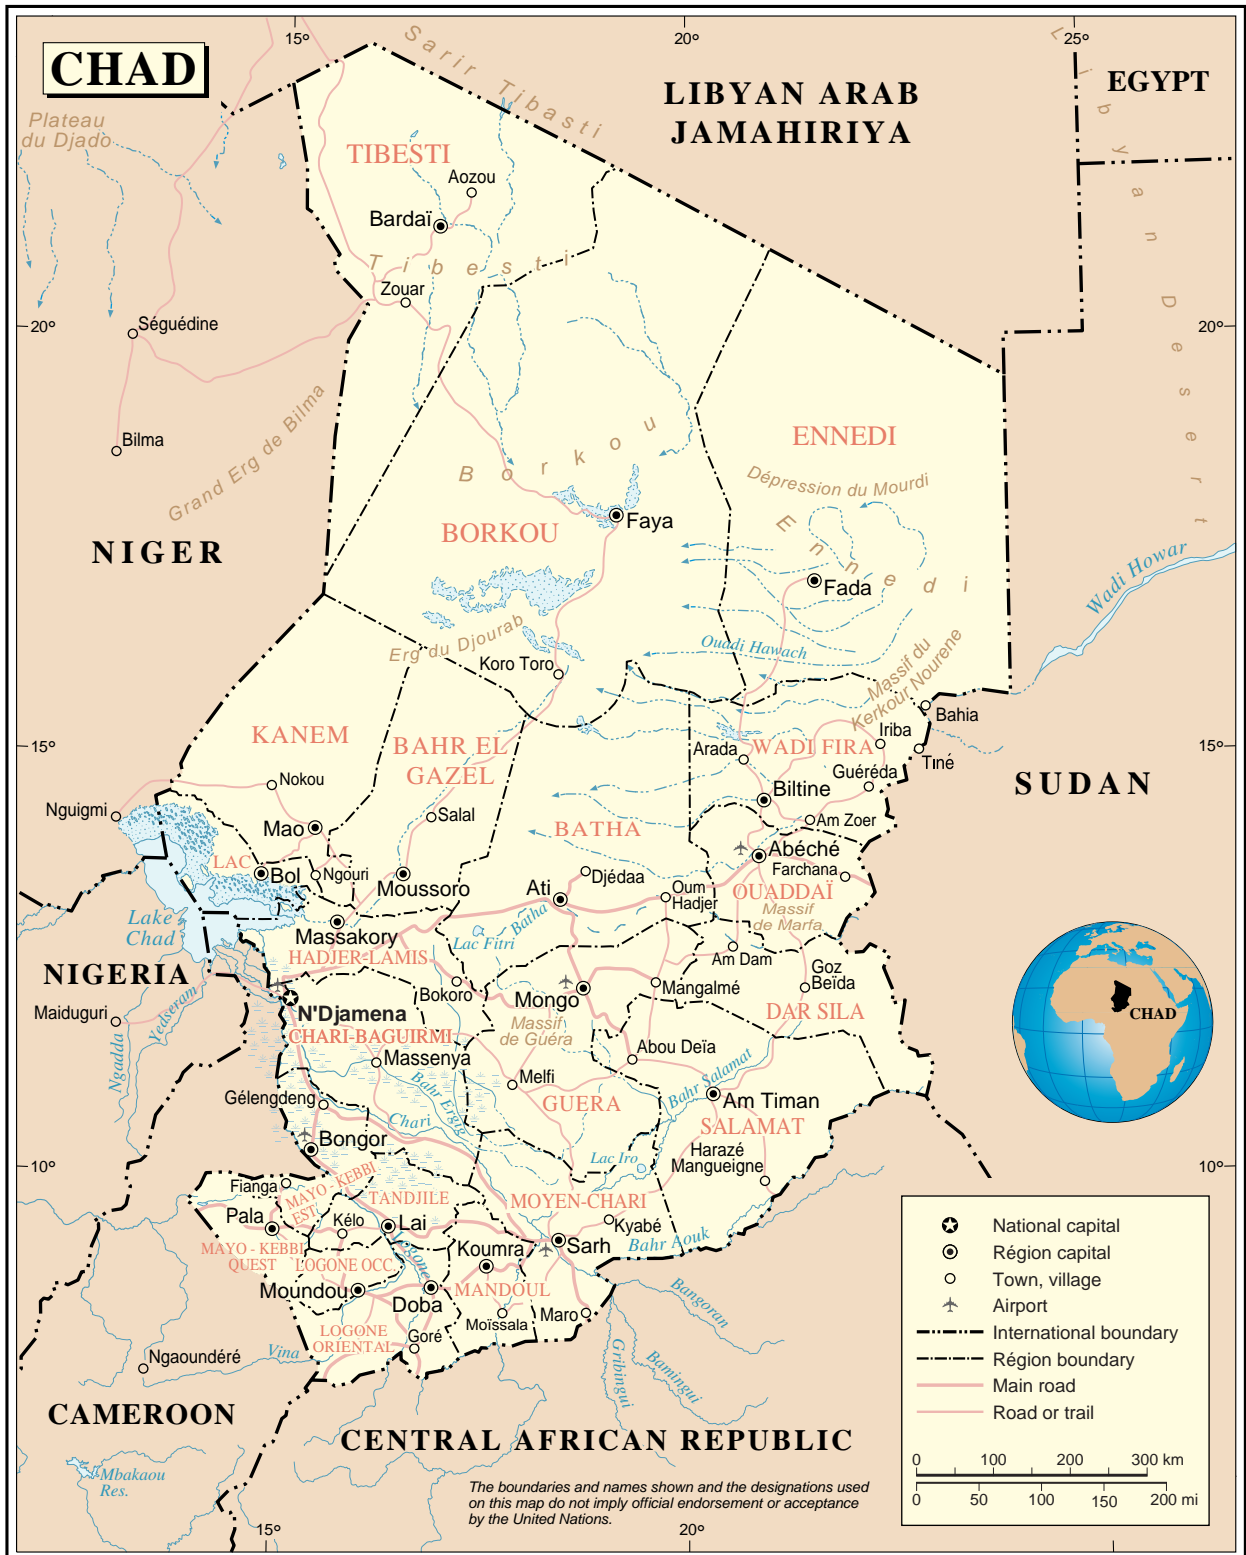 CHAD
15°
20°
25°
Sarir Tibasti
LIBYAN ARAB
JAMAHIRIYA
EGYPT
Libyan Desert
Plateau
du Djado
TIBESTI
Aozou
Bardaï
Tibesti
Zouar
Séguédine
20°
20°
Bilma
Grand Erg de Bilma
ENNEDI
Borkou
Dépression du Mourdi
NIGER
BORKOU
Faya
Ennedi
Fada
Wadi Howar
Erg du Djourab
Koro Toro
Ouadi Hawach
Massif du
Kerkour Nourene
Bahia
KANEM
BAHR EL
GAZEL
WADI FIRA
Iriba
Tiné
15°
15°
Arada
Guéréda
Nokou
SUDAN
Nguigmi
Salal
Biltine
Mao
BATHA
Am Zoer
LAC
Bol
Ngouri
Moussoro
Abéché
Farchana
Djédaa
Ati
Oum
Hadjer
OUADDAÏ
Massif
de Marfa
Lake
Chad
Massakory
Batha
Lac Fitri
HADJER-LAMIS
Am Dam
Goz
Beïda
NIGERIA
Bokoro
Mongo
Mangalmé
N'Djamena
DAR SILA
Maiduguri
Yedseram
Ngadda
CHARI-BAGUIRMI
Massif
de Guéra
Massenya
Abou Deïa
CHAD
Melfi
Bahr Salamat
Gélengdeng
Bahr Ergig
GUERA
Am Timan
Chari
SALAMAT
Bongor
Harazé
Mangueigne
Lac Iro
10°
10°
Fianga
MAYO - KEBBI
EST
TANDJILE
MOYEN-CHARI
Pala
Kélo
Lai
Kyabé
MAYO - KEBBI
QUEST
LOGONE OCC.
Logone
Koumra
Sarh
Bahr Aouk
Moundou
MANDOUL
Doba
Bangoran
Moïssala
Maro
LOGONE
ORIENTAL
Goré
Ngaoundéré
Vina
Gribingui
Bamingui
CAMEROON
CENTRAL AFRICAN REPUBLIC
Mbakaou
Res.
National capital
Région capital
Town, village
Airport
International boundary
Région boundary
Main road
Road or trail
0 100 200 300 km
0 50 100 150 200 mi
The boundaries and names shown and the designations used
on this map do not imply official endorsement or acceptance
by the United Nations.
15°
20°